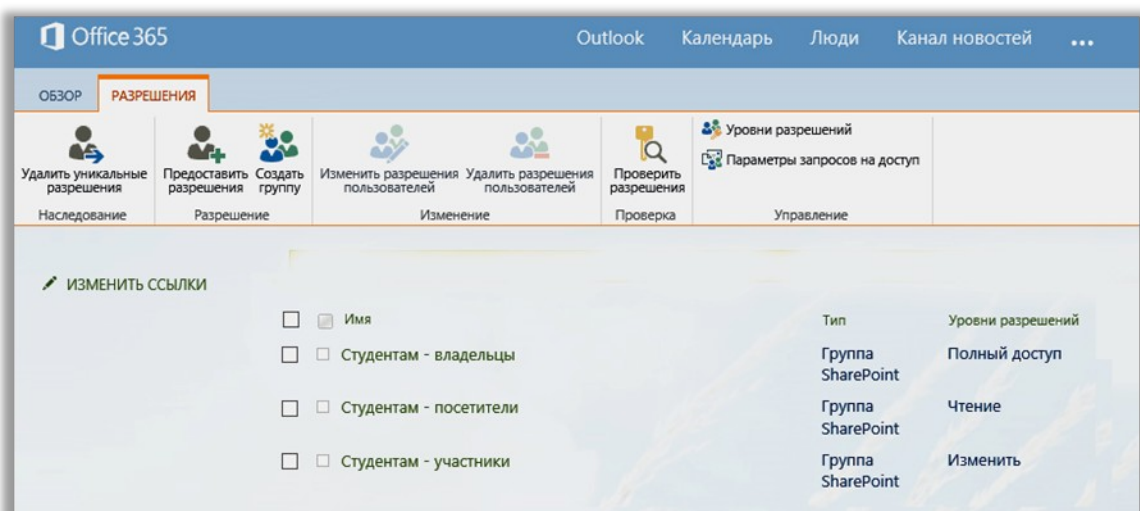 Office 365 Outlook Календарь Люди Канал новостей ...
ОБЗОР РАЗРЕШЕНИЯ
Удалить уникальные разрешения
Предоставить разрешения
Создать группу
Изменить разрешения пользователей
Удалить разрешения пользователей
Проверить разрешения
Уровни разрешений
Параметры запросов на доступ
Наследование Разрешение Изменение Проверка Управление
ИЗМЕНИТЬ ССЫЛКИ
Имя Тип Уровни разрешений
Студентам - владельцы Группа SharePoint Полный доступ
Студентам - посетители Группа SharePoint Чтение
Студентам - участники Группа SharePoint Изменить